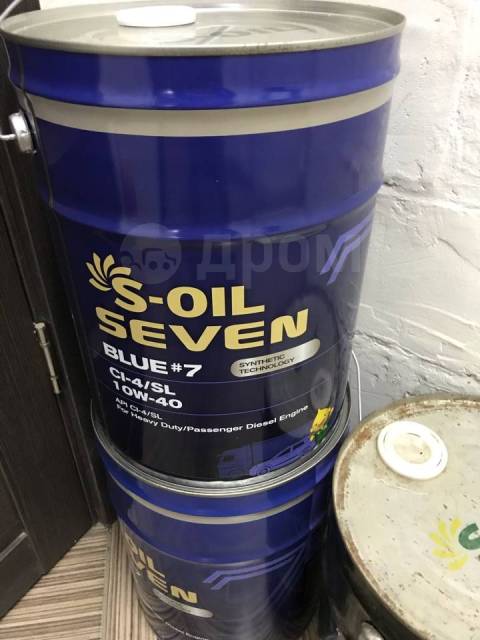 дром
S-OIL
SEVEN
BLUE #7
SYNTHETIC
TECHNOLOGY
CI-4/SL
10W-40
API CI-4/SL
For Heavy Duty/Passenger Diesel Engine
S-OIL
SEVEN
SYNTHETIC